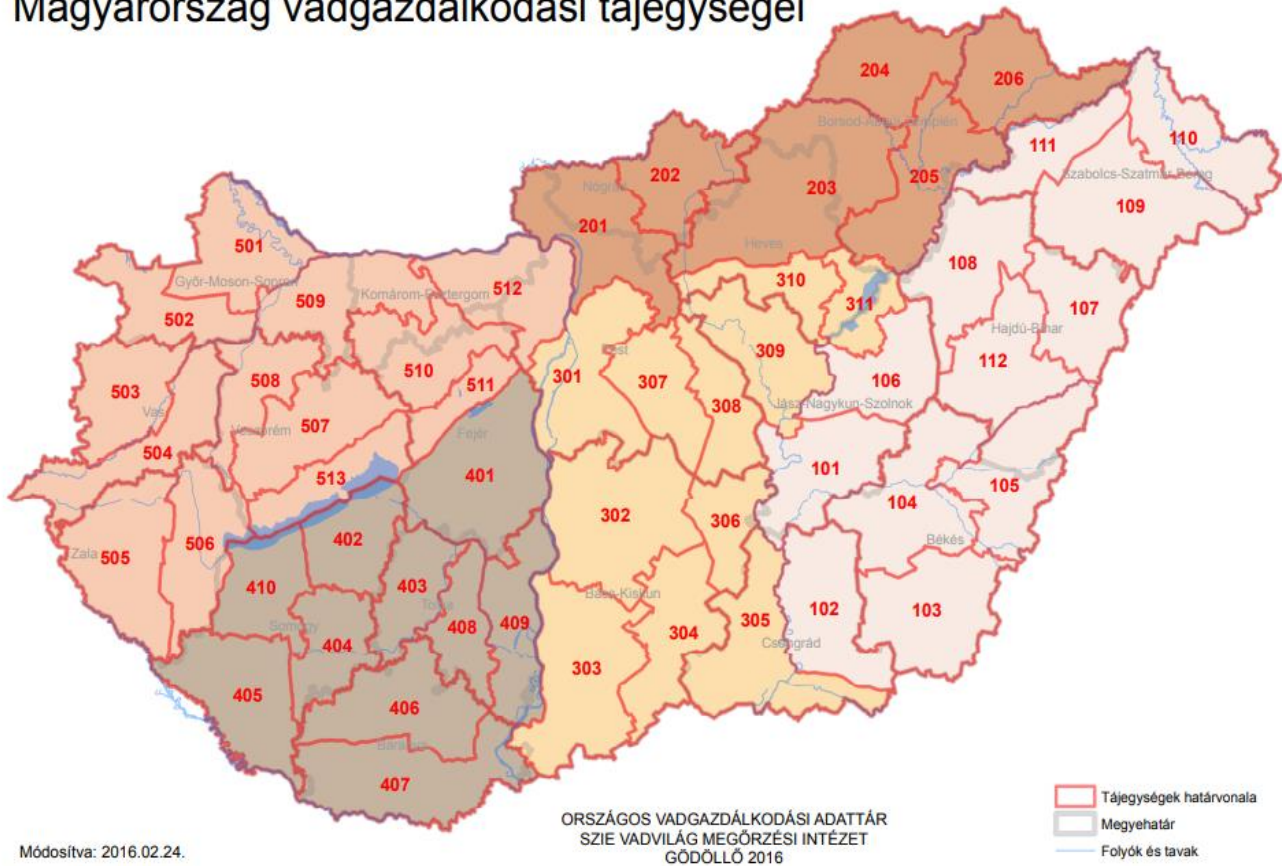 Magyarország vadgazdálkodási tájegységei
204
206
Borsod-Abaúj-Zemplén
111
110
202
203
205
Szabolcs-Szatmár-Bereg
Nógrád
109
201
501
Heves
108
512
310
Győr-Moson-Sopron
509
Komárom-Esztergom
311
107
502
Hajdú-Bihar
Pest
309
508
510
301
307
106
112
503
511
308
Vas
Jász-Nagykun-Szolnok
507
Veszprém
Fejér
504
101
513
401
105
104
302
306
506
402
Békés
Zala
505
410
403
Bács-Kiskun
Tolna
102
103
Somogy
409
404
408
304
305
Csongrád
303
405
406
Baranya
407
ORSZÁGOS VADGAZDÁLKODÁSI ADATTÁR
SZIE VADVILÁG MEGŐRZÉSI INTÉZET
GÖDÖLLŐ 2016
Módosítva: 2016.02.24.
Tájegységek határvonala
Megyehatár
Folyók és tavak